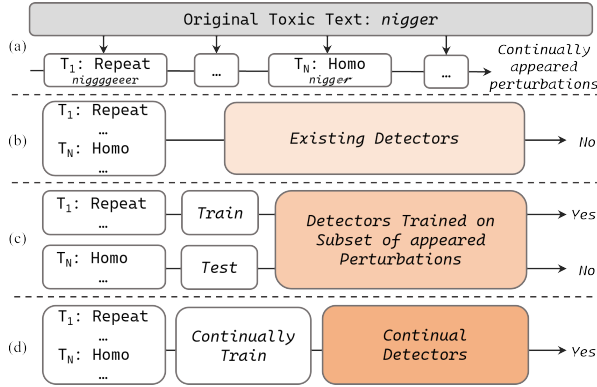 Original Toxic Text: nigger
(a)
T1: Repeat
niggggeeer
...
TN: Homo
nigger
...
Continually
appeared
perturbations
(b)
T1: Repeat
...
TN: Homo
...
Existing Detectors
No
(c)
T1: Repeat
...
Train
TN: Homo
...
Test
Detectors Trained on
Subset of appeared
Perturbations
Yes
No
(d)
T1: Repeat
...
TN: Homo
...
Continually
Train
Continual
Detectors
Yes